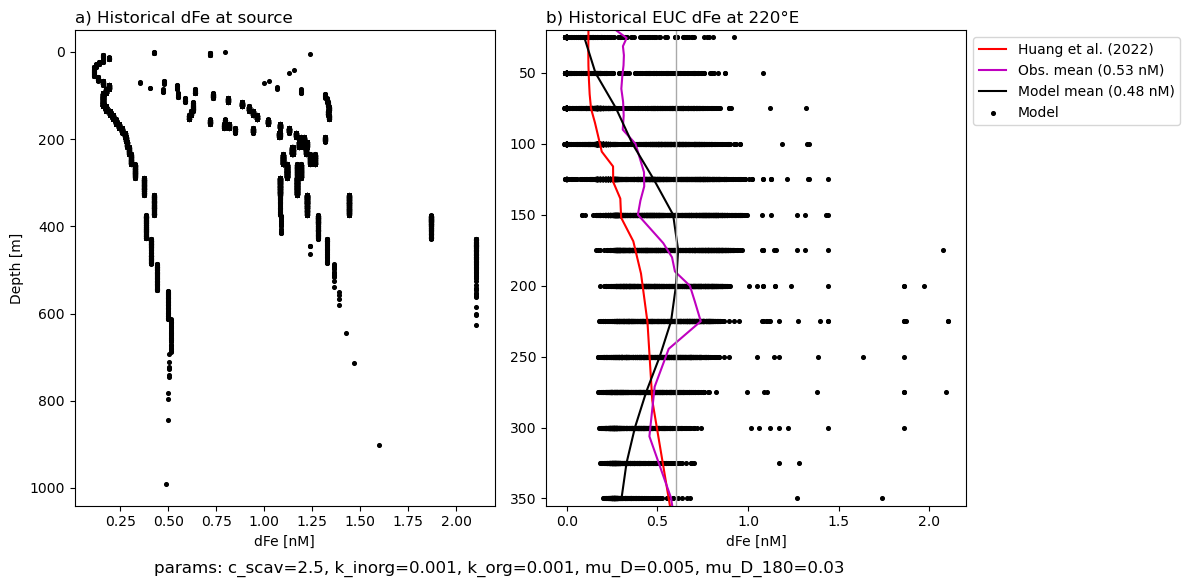 a) Historical dFe at source
b) Historical EUC dFe at 220°E
Depth [m]
0
200
400
600
800
1000
0.25 0.50 0.75 1.00 1.25 1.50 1.75 2.00
dFe [nM]
50
100
150
200
250
300
350
0.0 0.5 1.0 1.5 2.0
dFe [nM]
Huang et al. (2022)
Obs. mean (0.53 nM)
Model mean (0.48 nM)
Model
params: c_scav=2.5, k_inorg=0.001, k_org=0.001, mu_D=0.005, mu_D_180=0.03